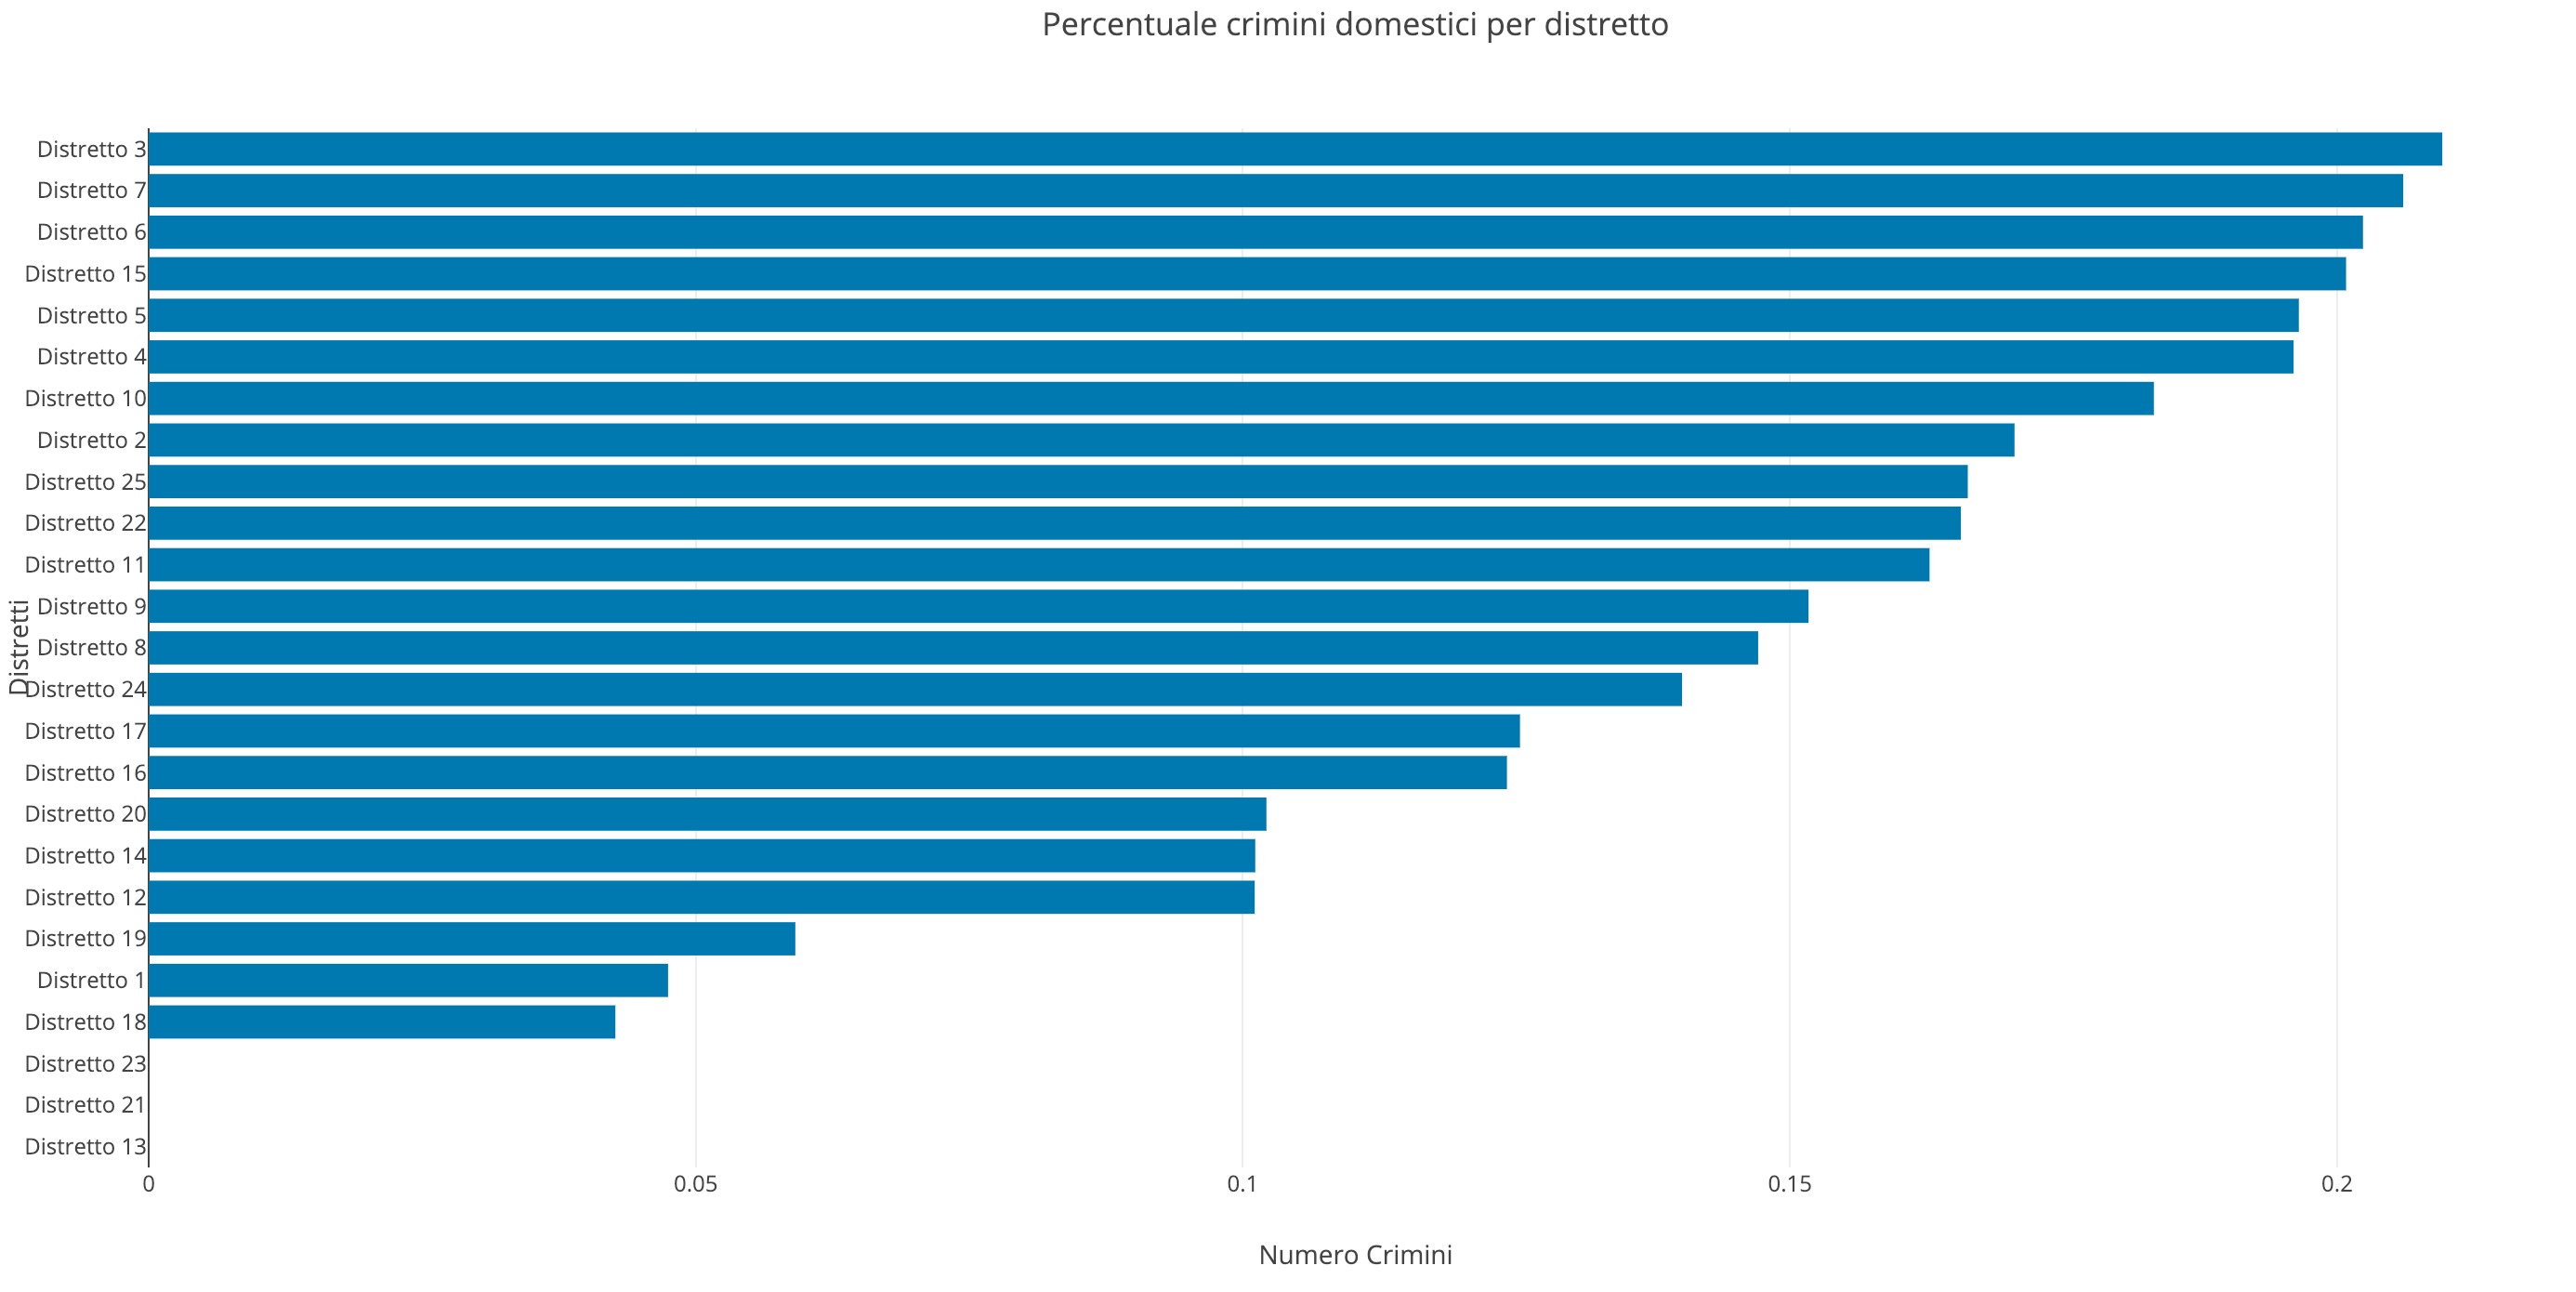 Percentuale crimini domestici per distretto
Distretto 3
Distretto 7
Distretto 6
Distretto 15
Distretto 5
Distretto 4
Distretto 10
Distretto 2
Distretto 25
Distretto 22
Distretto 11
Distretto 9
Distretto 8
Distretto 24
Distretto 17
Distretto 16
Distretto 20
Distretto 14
Distretto 12
Distretto 19
Distretto 1
Distretto 18
Distretto 23
Distretto 21
Distretto 13
Distretti
0 0.05 0.1 0.15 0.2
Numero Crimini